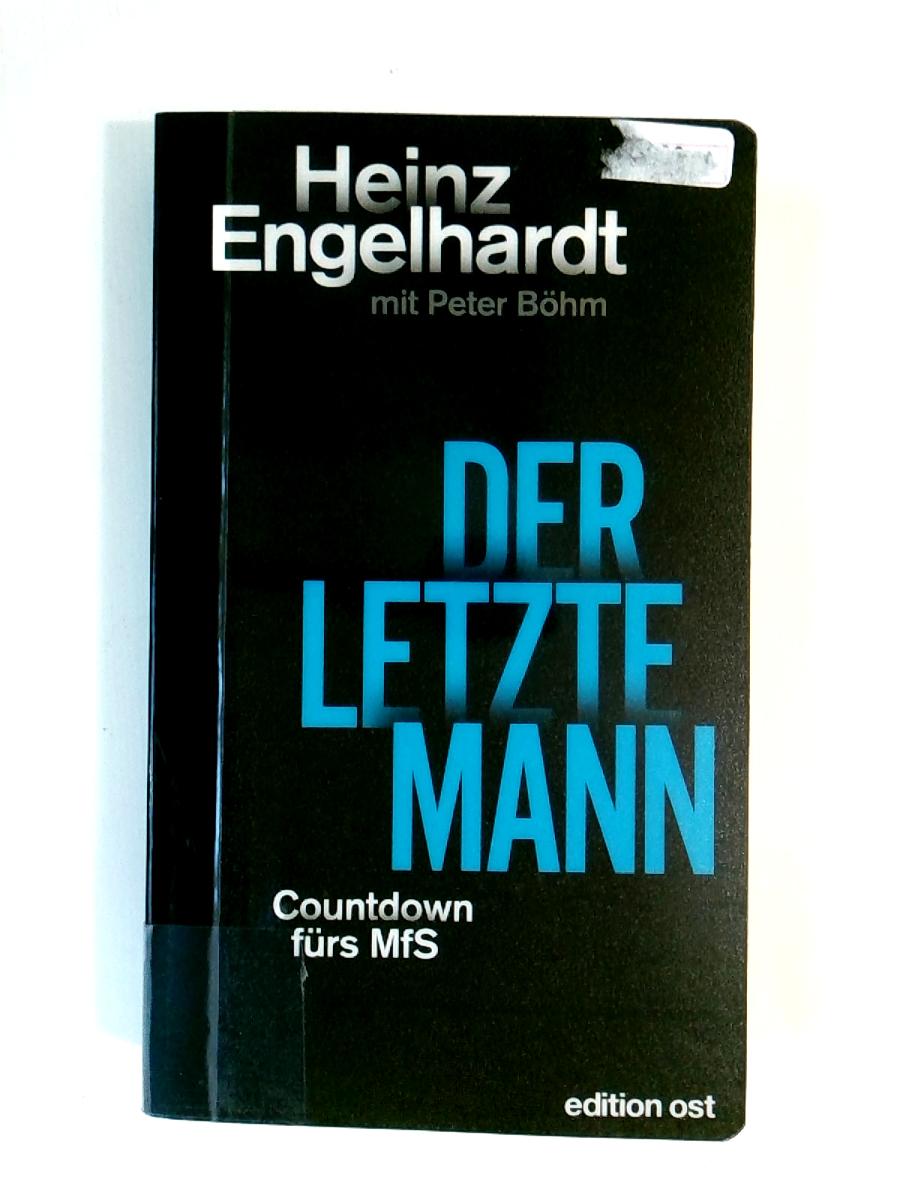 Heinz
Engelhardt
mit Peter Böhm
DER
LETZTE
MANN
Countdown
fürs MfS
edition ost